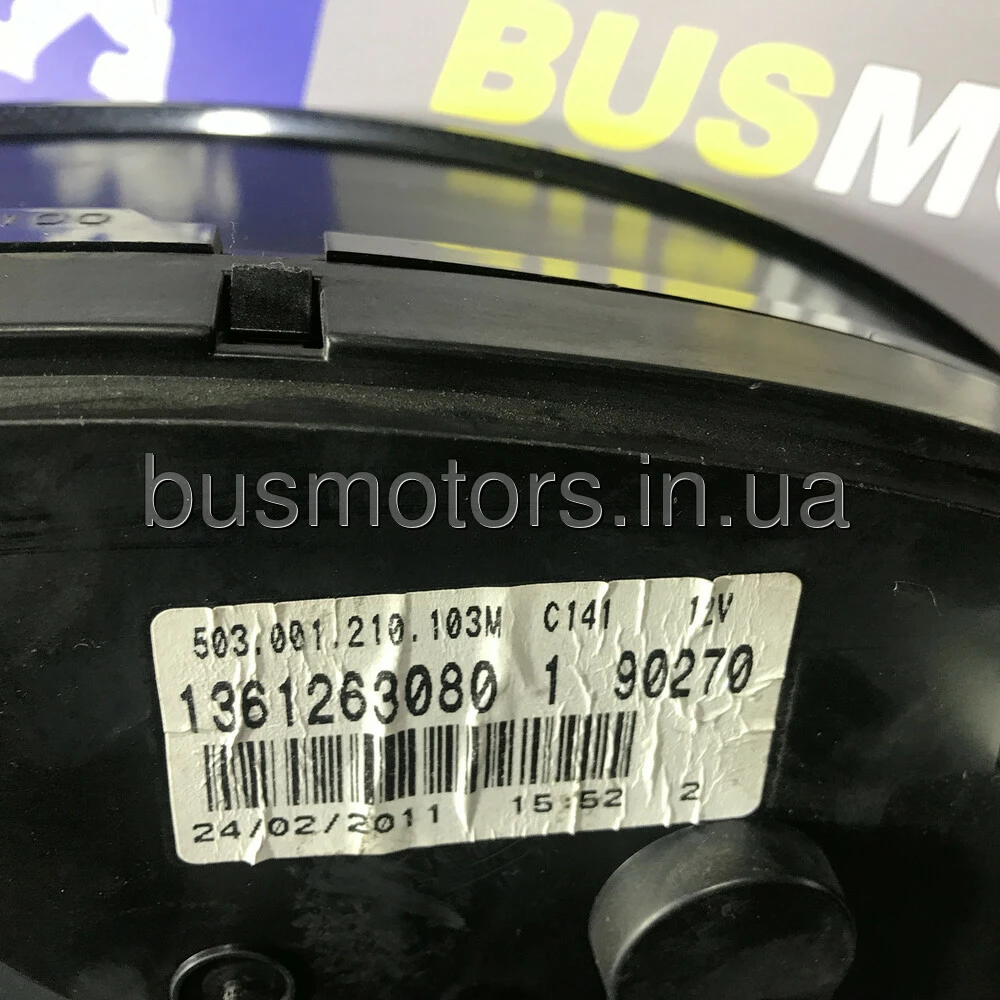 BUSM
busmotors.in.ua
503.001.210.103M C141 12V
1361263080 1 90270
24/02/2011 15:52 2